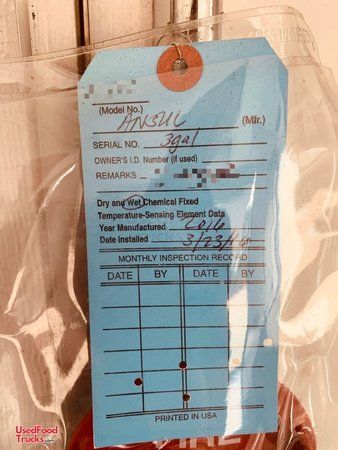 (Model No.)
ANSUL (Mfr.)
SERIAL NO. 3gal
OWNER'S I.D. Number (if used)
REMARKS
Dry and Wet Chemical Fixed
Temperature-Sensing Element Data
Year Manufactured 2016
Date Installed 3/23/16
MONTHLY INSPECTION RECORD
DATE BY DATE BY
PRINTED IN USA
UsedFood
Trucks.com